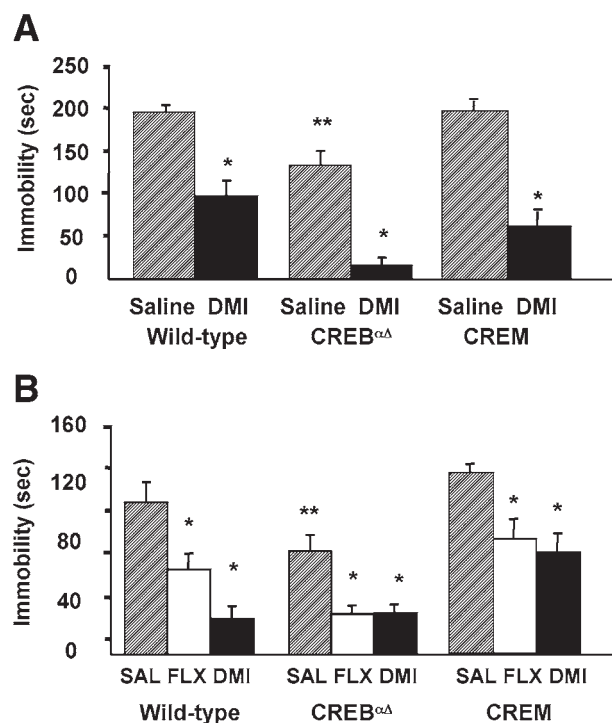 A
Immobility (sec)
250
200
150
100
50
0
*
**
*
*
Saline DMI Saline DMI Saline DMI
Wild-type CREBαΔ CREM
B
Immobility (sec)
160
120
80
40
0
*
*
**
*
*
*
*
SAL FLX DMI SAL FLX DMI SAL FLX DMI
Wild-type CREBαΔ CREM